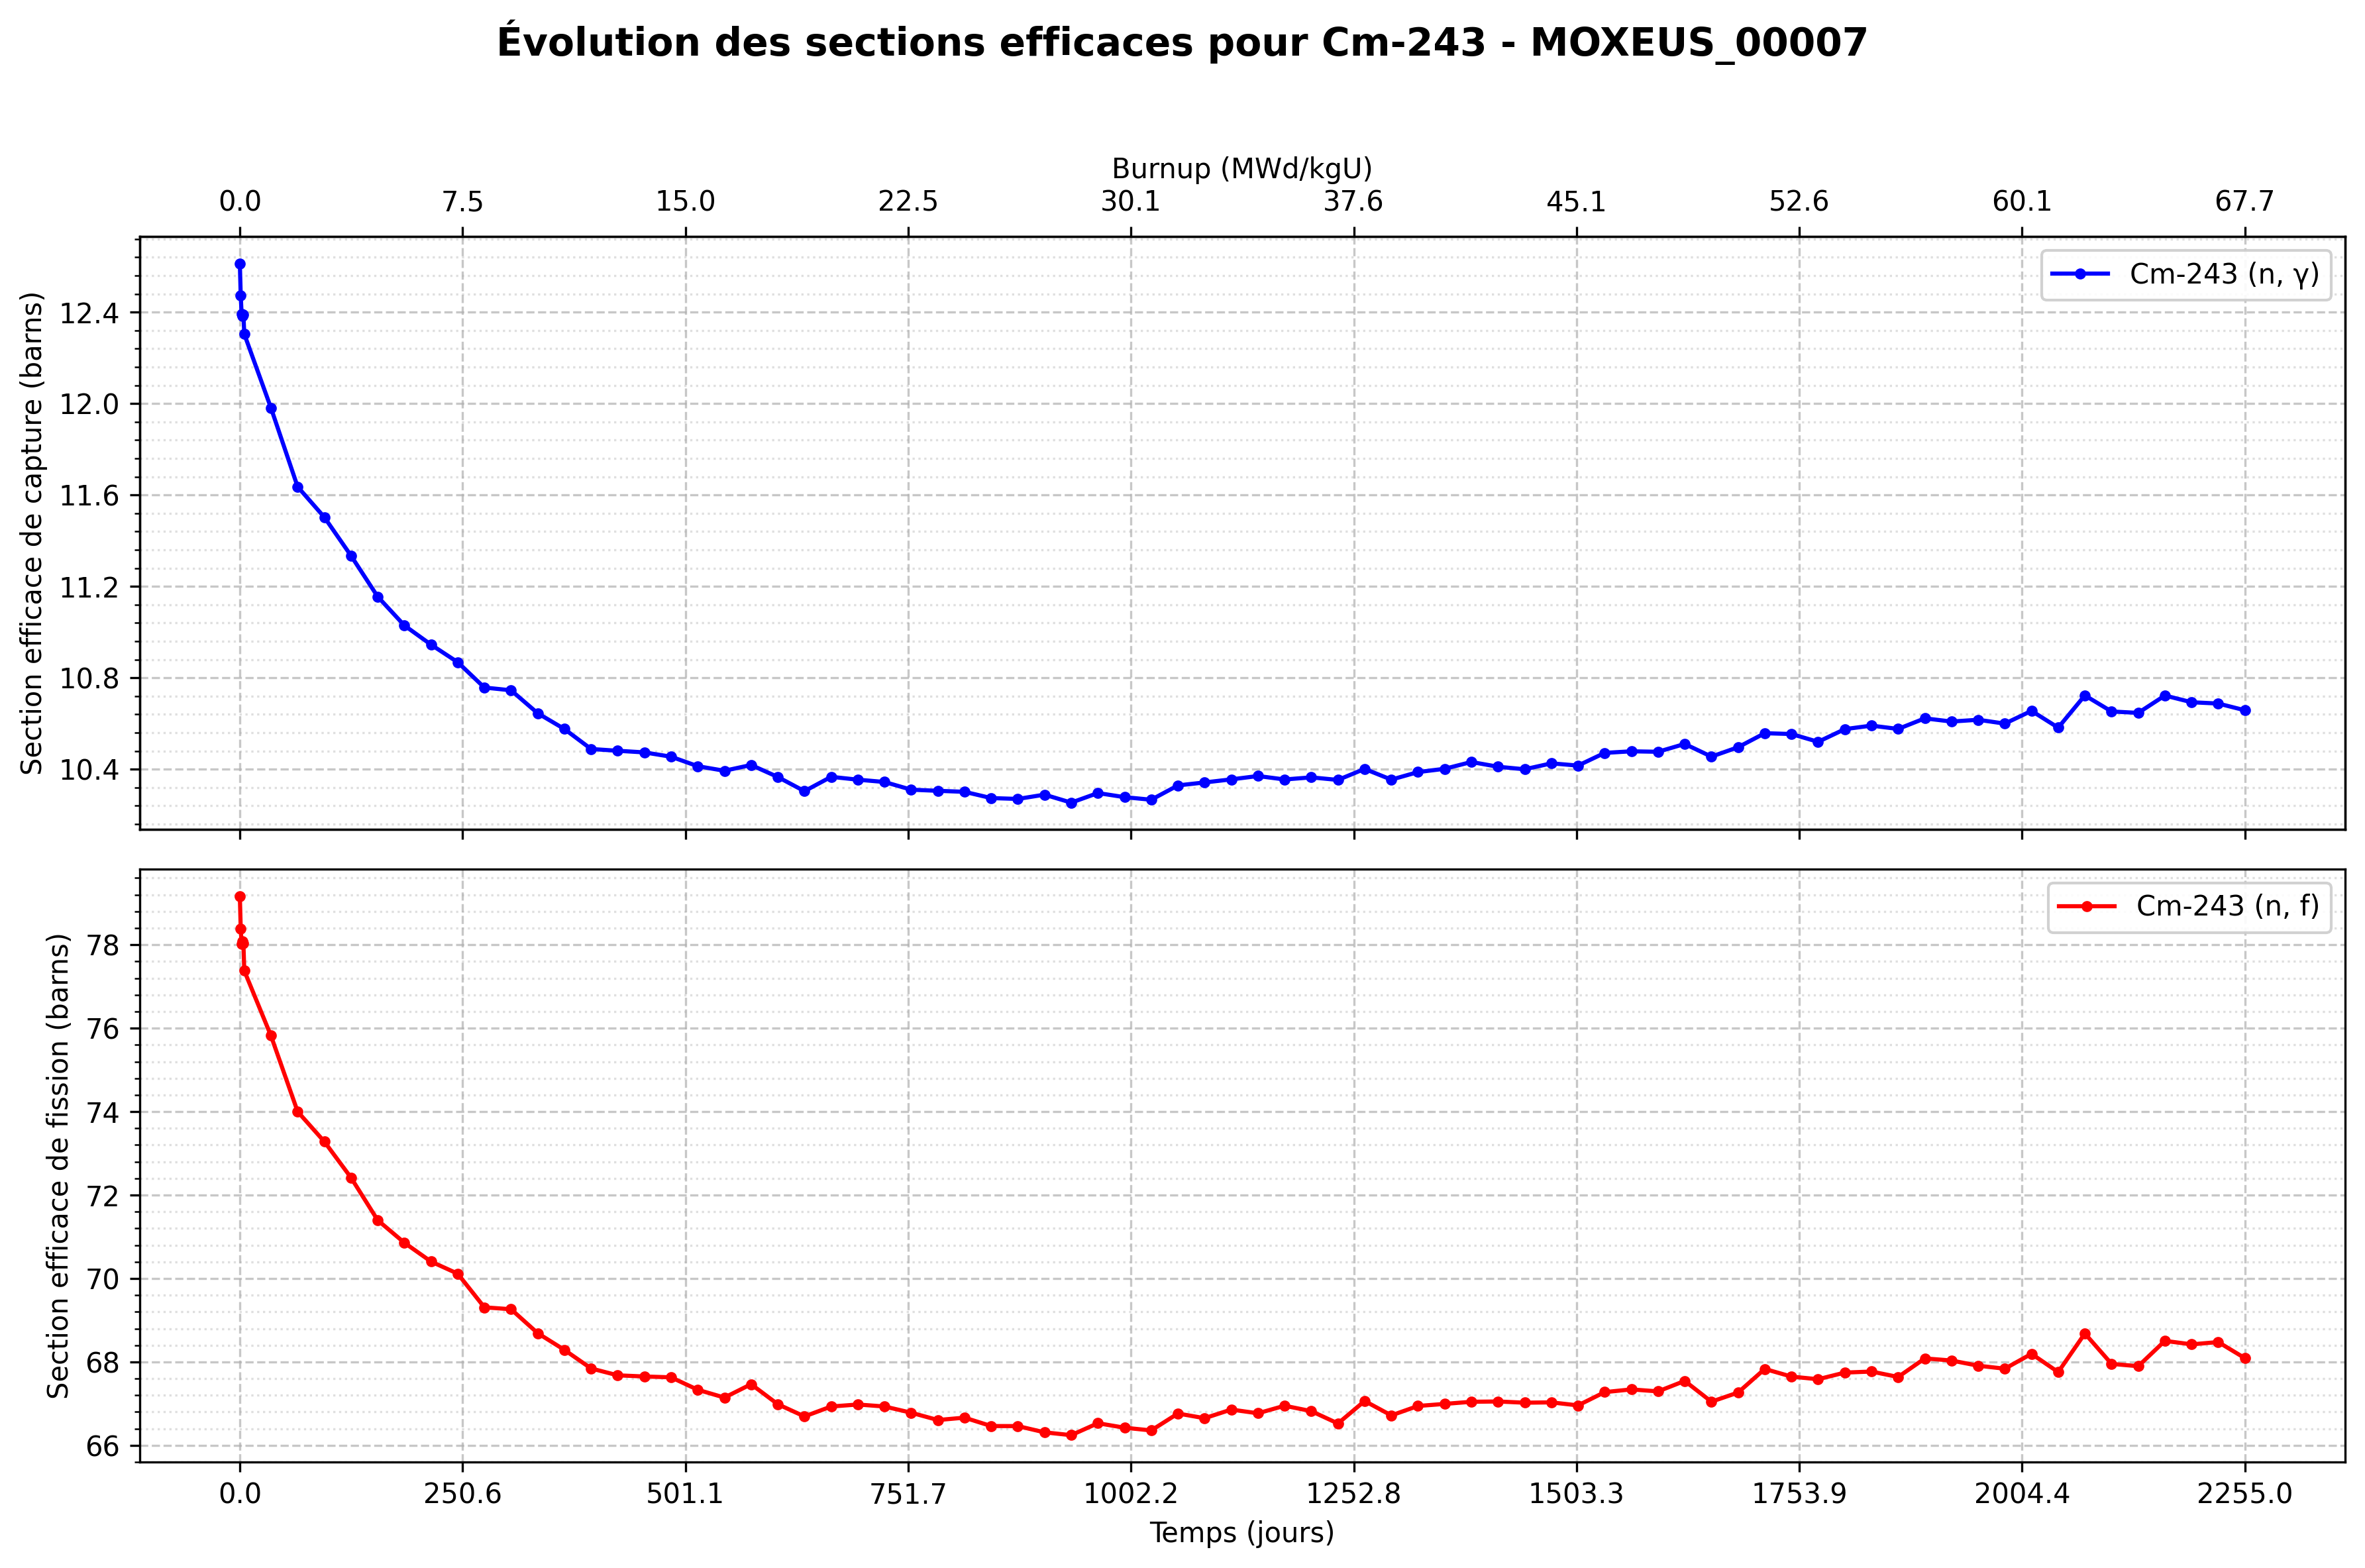 Évolution des sections efficaces pour Cm-243 - MOXEUS_00007
Burnup (MWd/kgU)
0.0 7.5 15.0 22.5 30.1 37.6 45.1 52.6 60.1 67.7
Section efficace de capture (barns)
12.4
12.0
11.6
11.2
10.8
10.4
Cm-243 (n, γ)
Section efficace de fission (barns)
78
76
74
72
70
68
66
Cm-243 (n, f)
0.0 250.6 501.1 751.7 1002.2 1252.8 1503.3 1753.9 2004.4 2255.0
Temps (jours)